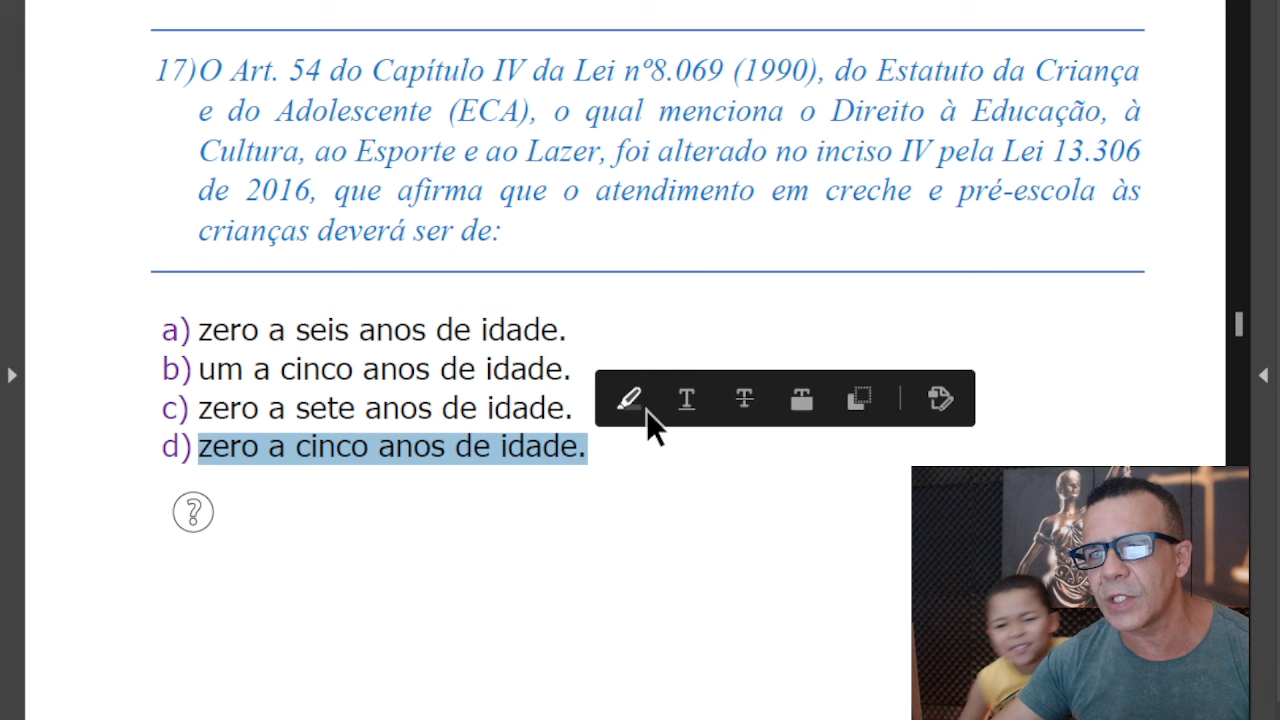 17)O Art. 54 do Capítulo IV da Lei nº8.069 (1990), do Estatuto da Criança
e do Adolescente (ECA), o qual menciona o Direito à Educação, à
Cultura, ao Esporte e ao Lazer, foi alterado no inciso IV pela Lei 13.306
de 2016, que afirma que o atendimento em creche e pré-escola às
crianças deverá ser de:
a) zero a seis anos de idade.
b) um a cinco anos de idade.
c) zero a sete anos de idade.
d) zero a cinco anos de idade.
?